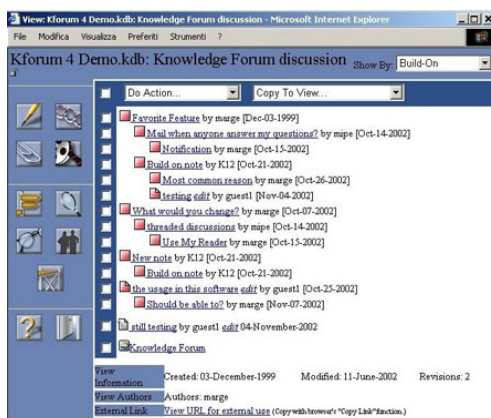 View: Kforum 4 Demo.kdb: Knowledge Forum discussion - Microsoft Internet Explorer
File Modifica Visualizza Preferiti Strumenti ?
Kforum 4 Demo.kdb: Knowledge Forum discussion Show By: Build-On
Do Action... Copy To View...
Favorite Feature by marge [Dec-03-1999]
Mail when anyone answer my questions? by mipe [Oct-14-2002]
Notification by marge [Oct-15-2002]
Build on note by K12 [Oct-21-2002]
Most common reason by marge [Oct-26-2002]
testing edit by guest1 [Nov-04-2002]
What would you change? by marge [Oct-07-2002]
threaded discussions by mipe [Oct-14-2002]
Use My Reader by marge [Oct-15-2002]
New note by K12 [Oct-21-2002]
Build on note by K12 [Oct-21-2002]
the usage in this software edit by guest1 [Oct-25-2002]
Should be able to? by marge [Nov-07-2002]
still testing by guest1 edit 04-November-2002
Knowledge Forum
View Information Created: 03-December-1999 Modified: 11-June-2002 Revisions: 2
View Authors Authors: marge
External Link View URL for external use (Copy with browser's "Copy Link" function.)